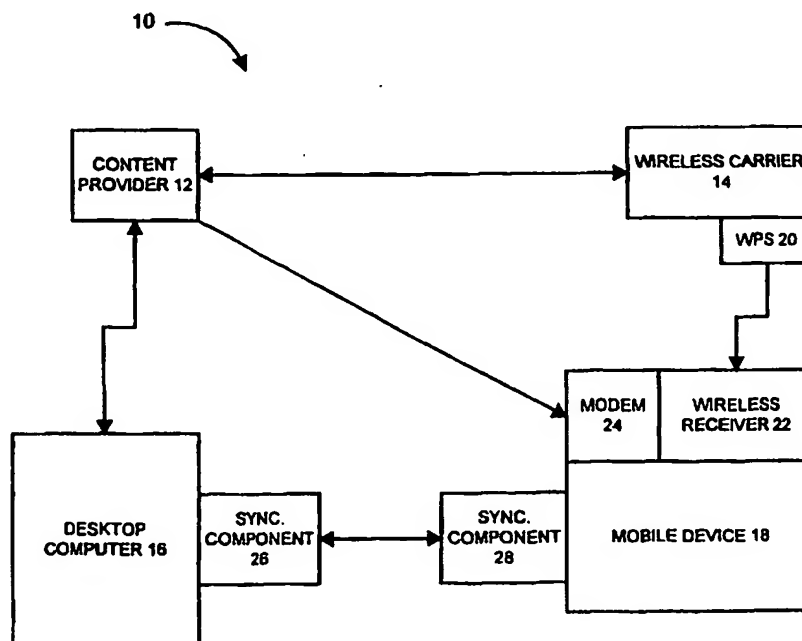 10
CONTENT
PROVIDER 12
WIRELESS CARRIER
14
WPS 20
MODEM
24
WIRELESS
RECEIVER 22
DESKTOP
COMPUTER 16
SYNC.
COMPONENT
26
SYNC.
COMPONENT
28
MOBILE DEVICE 18